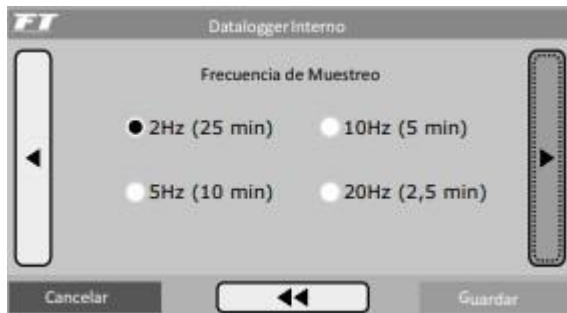 FT
Datalogger Interno
Frecuencia de Muestreo
2Hz (25 min)
10Hz (5 min)
5Hz (10 min)
20Hz (2,5 min)
Cancelar
Guardar